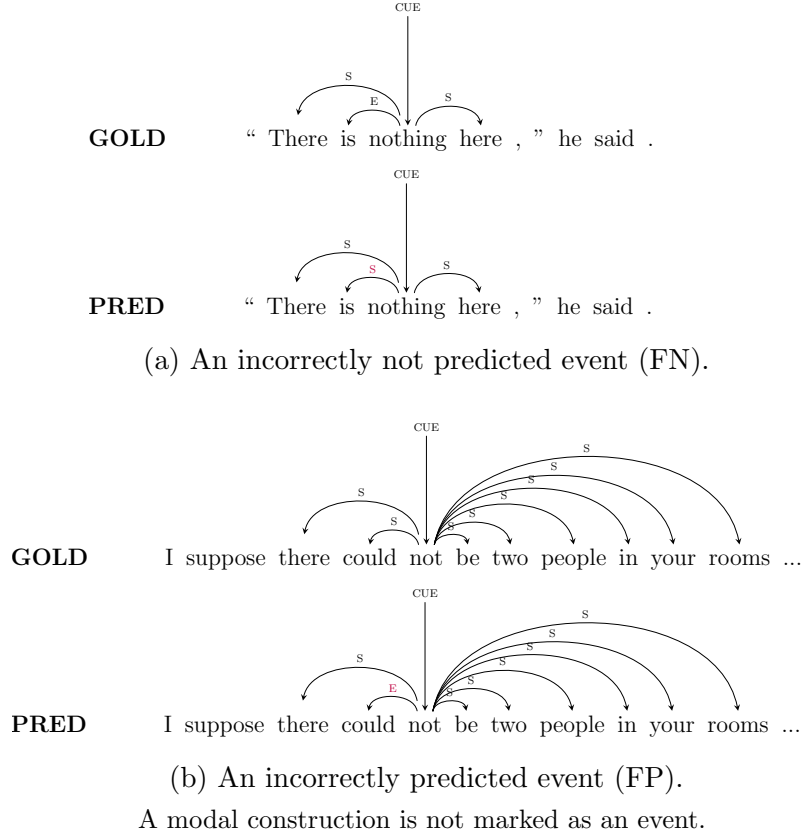 CUE
S
E
S
GOLD “ There is nothing here , ” he said .
CUE
S
S
S
PRED “ There is nothing here , ” he said .
(a) An incorrectly not predicted event (FN).
CUE
S
S
S
S
S
S
S
S
GOLD I suppose there could not be two people in your rooms ...
CUE
S
S
S
S
S
S
E
S
PRED I suppose there could not be two people in your rooms ...
(b) An incorrectly predicted event (FP).
A modal construction is not marked as an event.